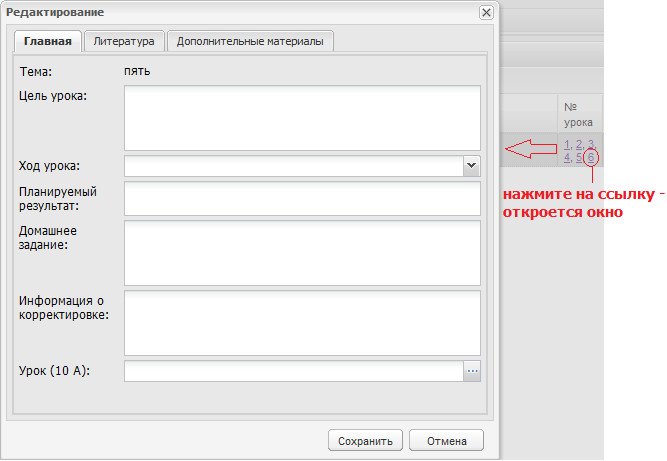 Редактирование
Главная Литература Дополнительные материалы
Тема: пять
Цель урока:
Ход урока:
Планируемый
результат:
Домашнее
задание:
Информация о
корректировке:
Урок (10 А): ...
Сохранить Отмена
№
урока
1, 2, 3,
4, 5, 6
нажмите на ссылку -
откроется окно